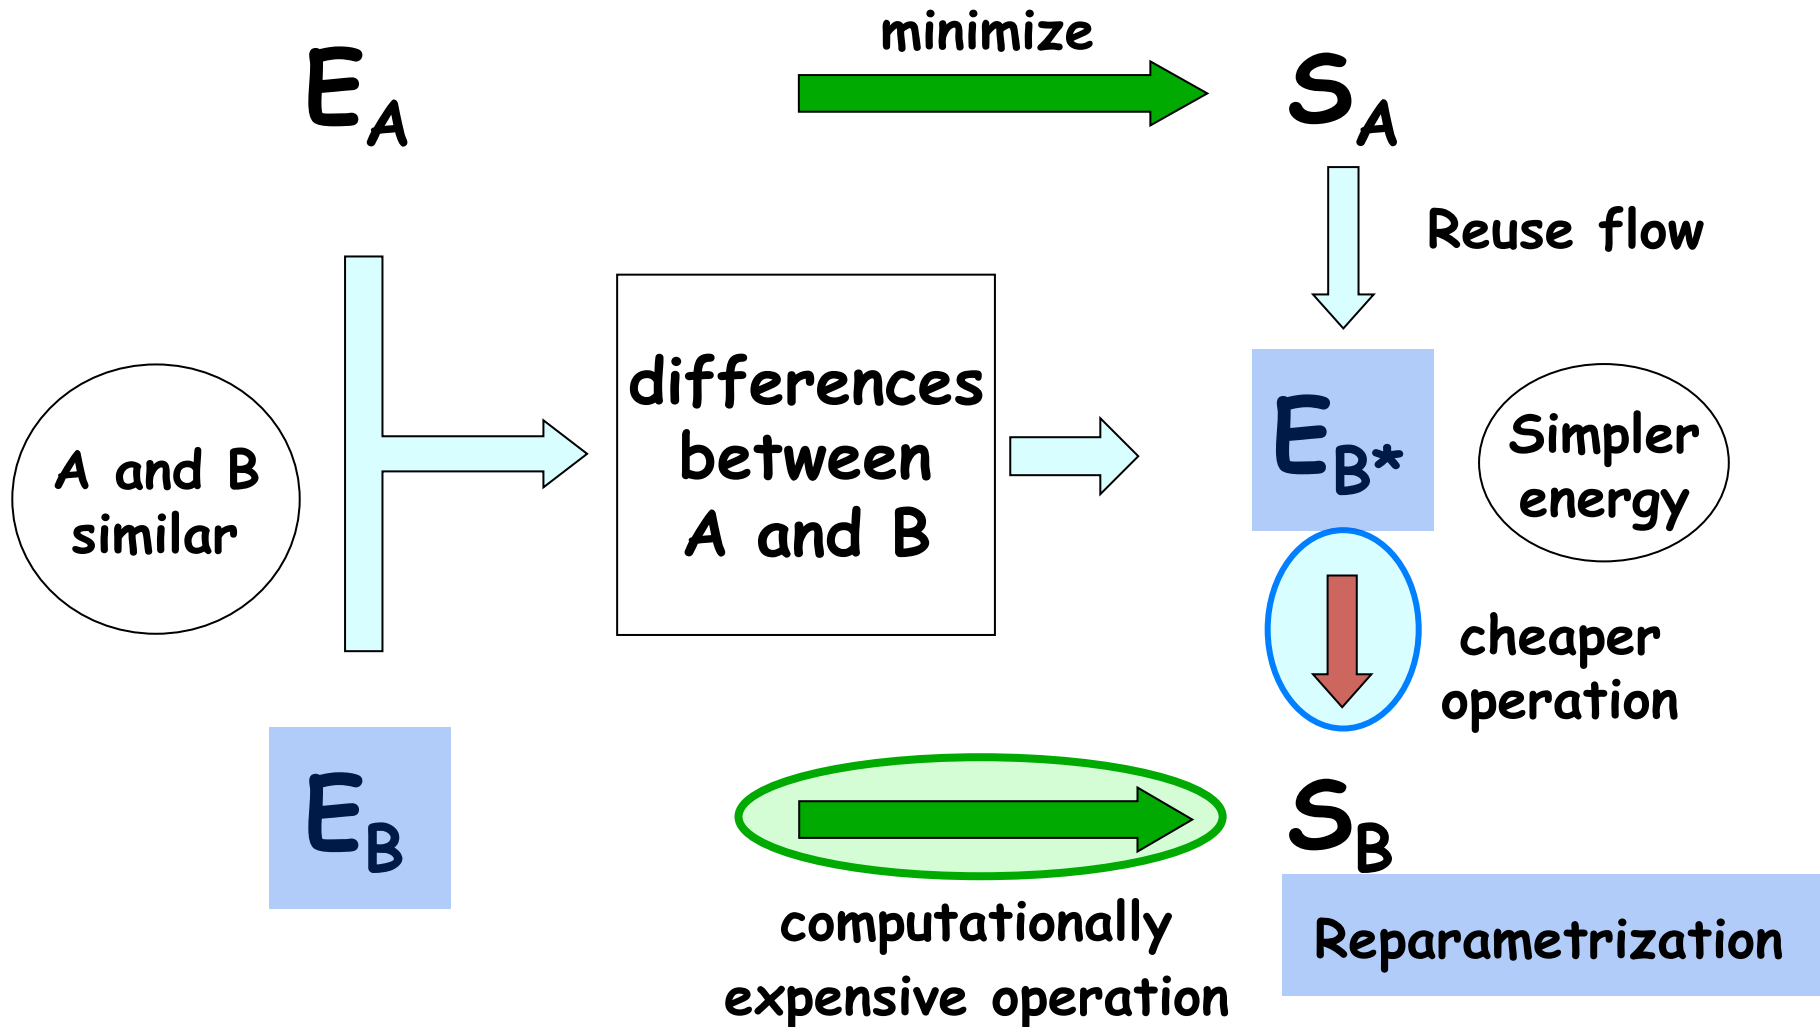 minimize
E_A
S_A
Reuse flow
differences
between
A and B
A and B
similar
E_B*
Simpler
energy
cheaper
operation
E_B
S_B
computationally
expensive operation
Reparametrization